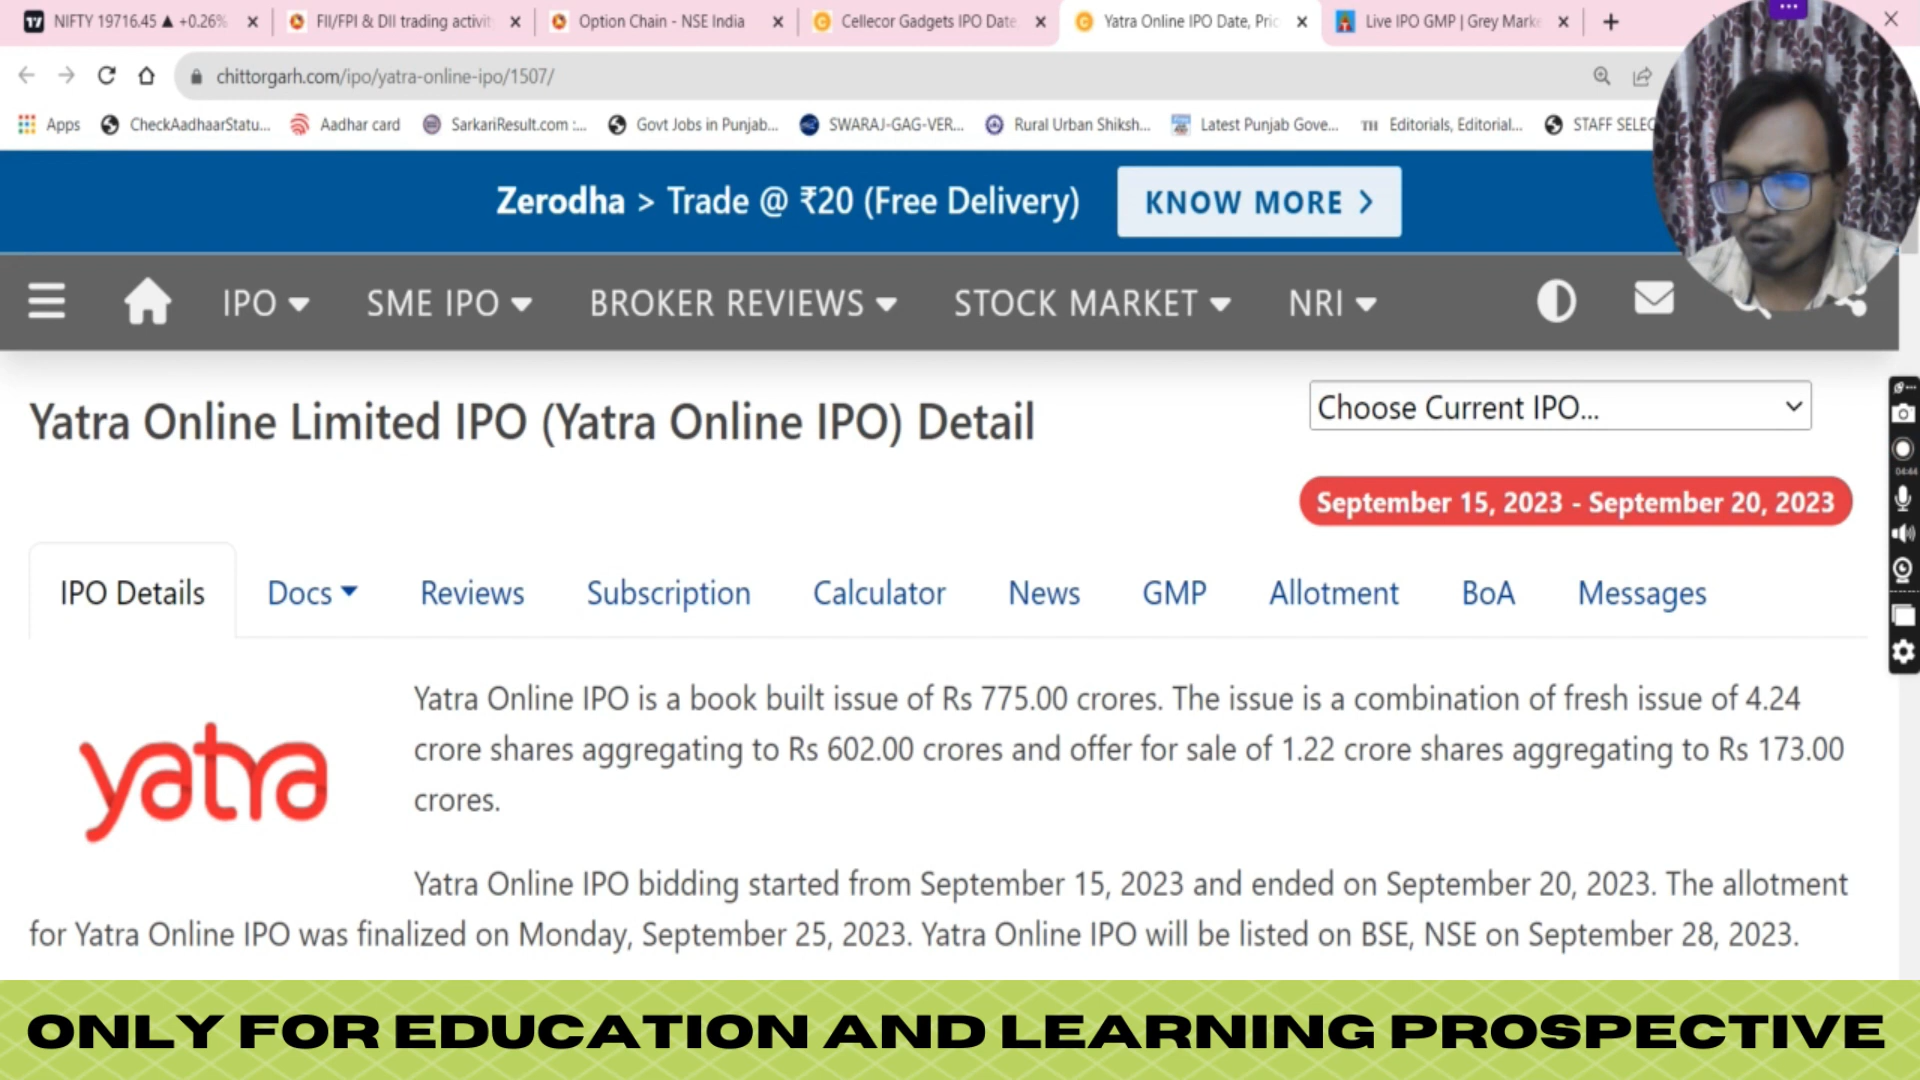 NIFTY 19716.45 ▲ +0.26%
FII/FPI & DII trading activit
Option Chain - NSE India
Cellecor Gadgets IPO Date
Yatra Online IPO Date, Pric
Live IPO GMP | Grey Marke
chittorgarh.com/ipo/yatra-online-ipo/1507/
Apps
CheckAadhaarStatu...
Aadhar card
SarkariResult.com :...
Govt Jobs in Punjab...
SWARAJ-GAG-VER...
Rural Urban Shiksh...
Latest Punjab Gove...
TH Editorials, Editorial...
STAFF SELEC
Zerodha > Trade @ ₹20 (Free Delivery)
KNOW MORE >
IPO
SME IPO
BROKER REVIEWS
STOCK MARKET
NRI
Yatra Online Limited IPO (Yatra Online IPO) Detail
Choose Current IPO...
September 15, 2023 - September 20, 2023
04:44
IPO Details
Docs
Reviews
Subscription
Calculator
News
GMP
Allotment
BoA
Messages
yatra
Yatra Online IPO is a book built issue of Rs 775.00 crores. The issue is a combination of fresh issue of 4.24
crore shares aggregating to Rs 602.00 crores and offer for sale of 1.22 crore shares aggregating to Rs 173.00
crores.
Yatra Online IPO bidding started from September 15, 2023 and ended on September 20, 2023. The allotment
for Yatra Online IPO was finalized on Monday, September 25, 2023. Yatra Online IPO will be listed on BSE, NSE on September 28, 2023.
ONLY FOR EDUCATION AND LEARNING PROSPECTIVE